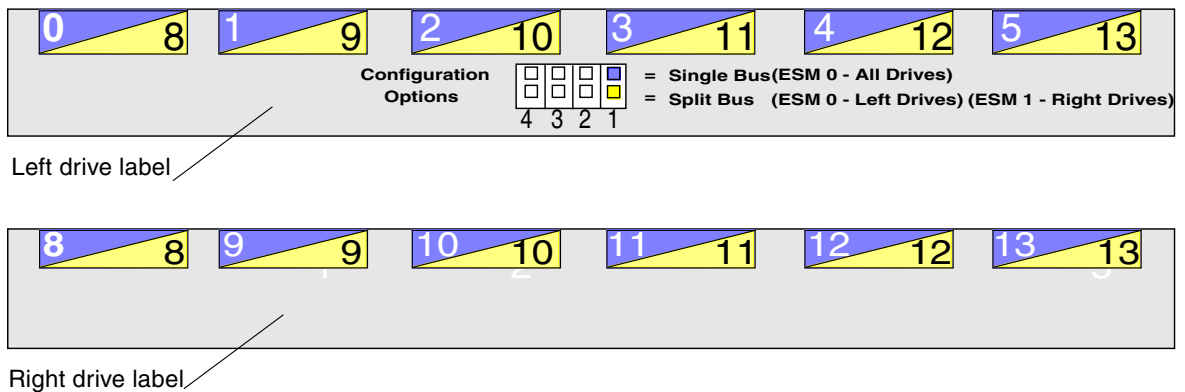 0 8 1 9 2 10 3 11 4 12 5 13
Configuration Options
= Single Bus(ESM 0 - All Drives)
= Split Bus (ESM 0 - Left Drives) (ESM 1 - Right Drives)
4 3 2 1
Left drive label
8 8 9 9 10 10 11 11 12 12 13 13
Right drive label